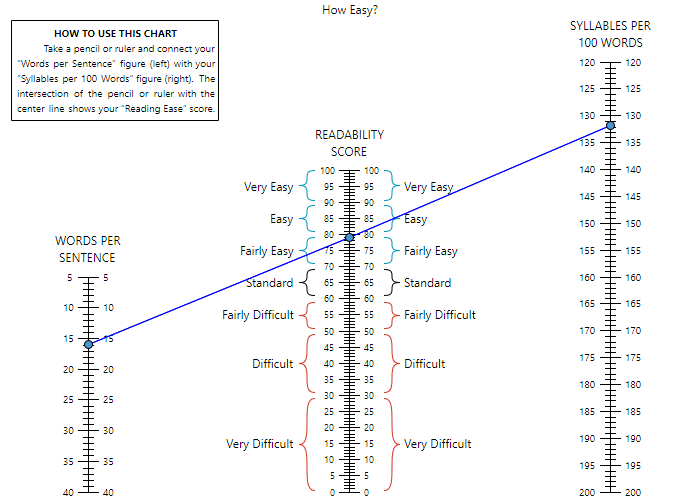 How Easy?
HOW TO USE THIS CHART
Take a pencil or ruler and connect your
"Words per Sentence" figure (left) with your
"Syllables per 100 Words" figure (right). The
intersection of the pencil or ruler with the
center line shows your "Reading Ease" score.
SYLLABLES PER
100 WORDS
120 120
125 125
130 130
135 135
140 140
145 145
150 150
155 155
160 160
165 165
170 170
175 175
180 180
185 185
190 190
195 195
200 200
READABILITY
SCORE
100 100
Very Easy 95 95 Very Easy
90 90
Easy 85 85 Easy
80 80
Fairly Easy 75 75 Fairly Easy
70 70
Standard 65 65 Standard
60 60
Fairly Difficult 55 55 Fairly Difficult
50 50
45 45
Difficult 40 40 Difficult
35 35
30 30
25 25
20 20
Very Difficult 15 15 Very Difficult
10 10
5 5
0 0
WORDS PER
SENTENCE
5 5
10 10
15 15
20 20
25 25
30 30
35 35
40 40